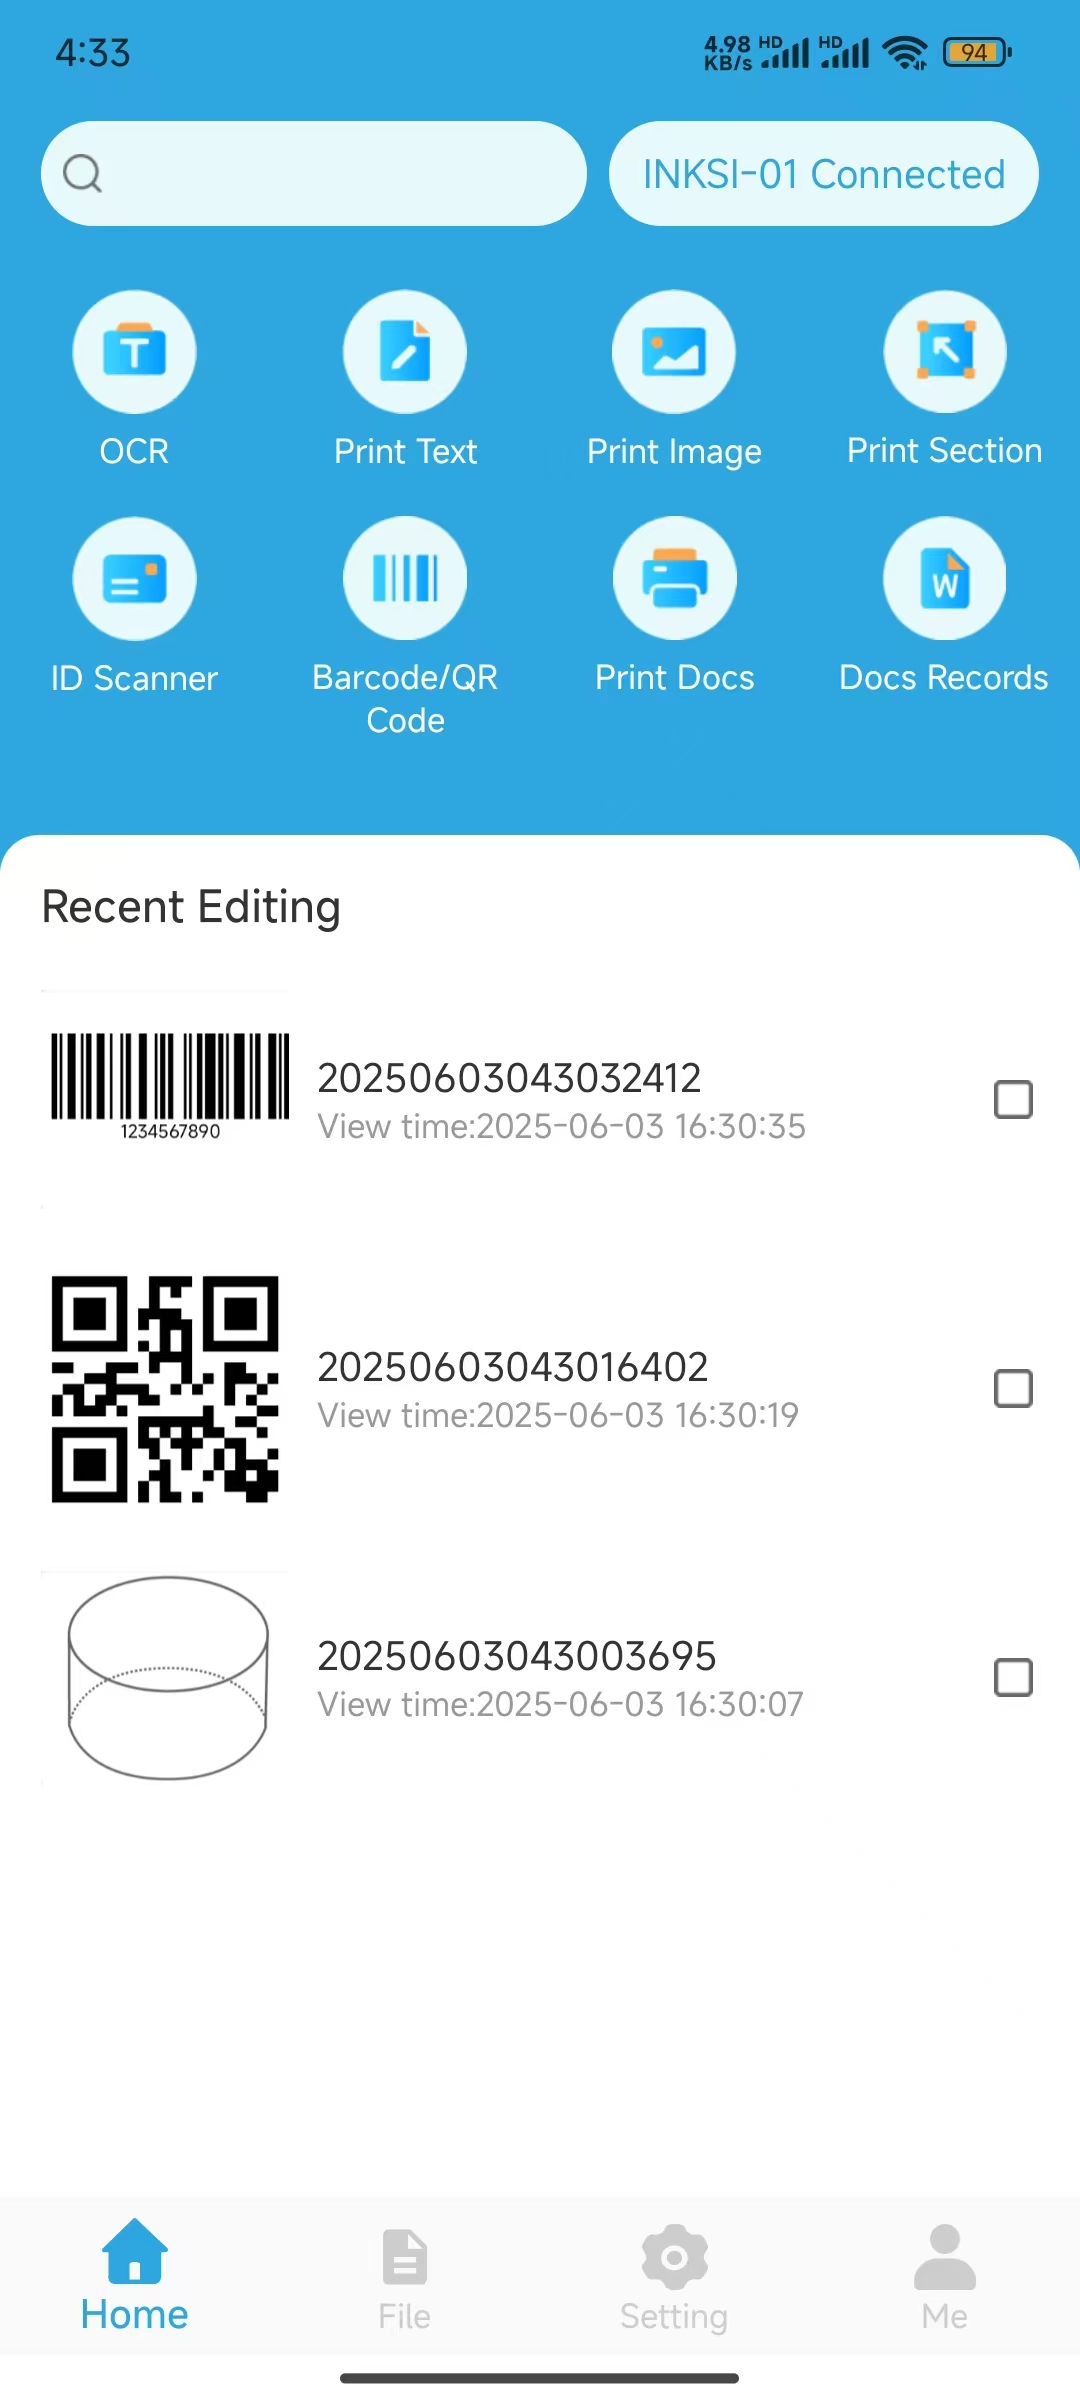 4:33
4.98 KB/s HD HD 94
INKSI-01 Connected
OCR
Print Text
Print Image
Print Section
ID Scanner
Barcode/QR Code
Print Docs
Docs Records
Recent Editing
1234567890
20250603043032412
View time:2025-06-03 16:30:35
20250603043016402
View time:2025-06-03 16:30:19
20250603043003695
View time:2025-06-03 16:30:07
Home
File
Setting
Me